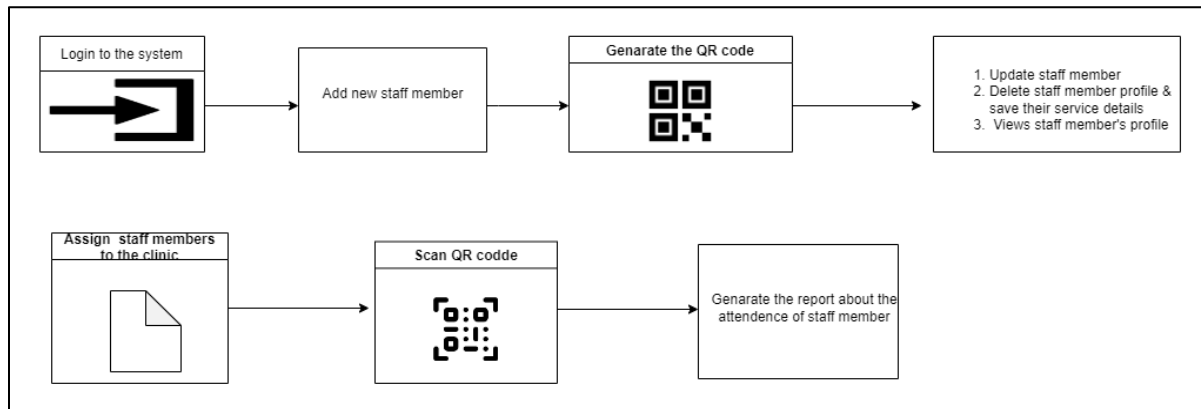 Login to the system
Add new staff member
Genarate the QR code
1. Update staff member
2. Delete staff member profile &
save their service details
3. Views staff member's profile
Assign staff members
to the clinic
Scan QR codde
Genarate the report about the
attendence of staff member